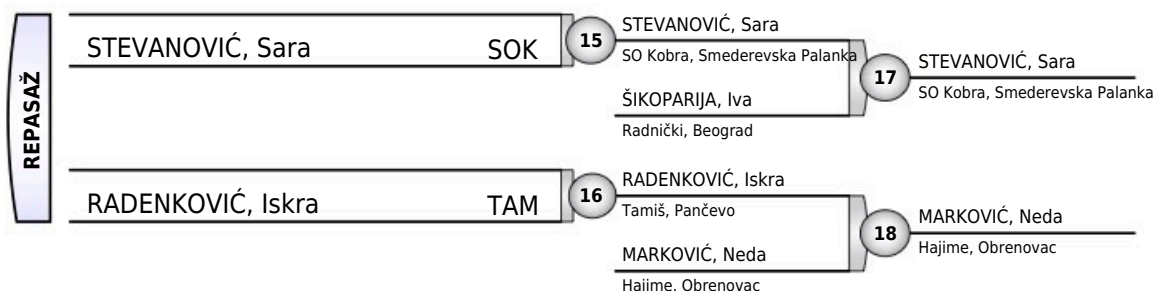 REPASAŽ
STEVANOVIĆ, Sara SOK
15
STEVANOVIĆ, Sara
SO Kobra, Smederevska Palanka
ŠIKOPARIJA, Iva
Radnički, Beograd
17
STEVANOVIĆ, Sara
SO Kobra, Smederevska Palanka
RADENKOVIĆ, Iskra TAM
16
RADENKOVIĆ, Iskra
Tamiš, Pančevo
MARKOVIĆ, Neda
Hajime, Obrenovac
18
MARKOVIĆ, Neda
Hajime, Obrenovac